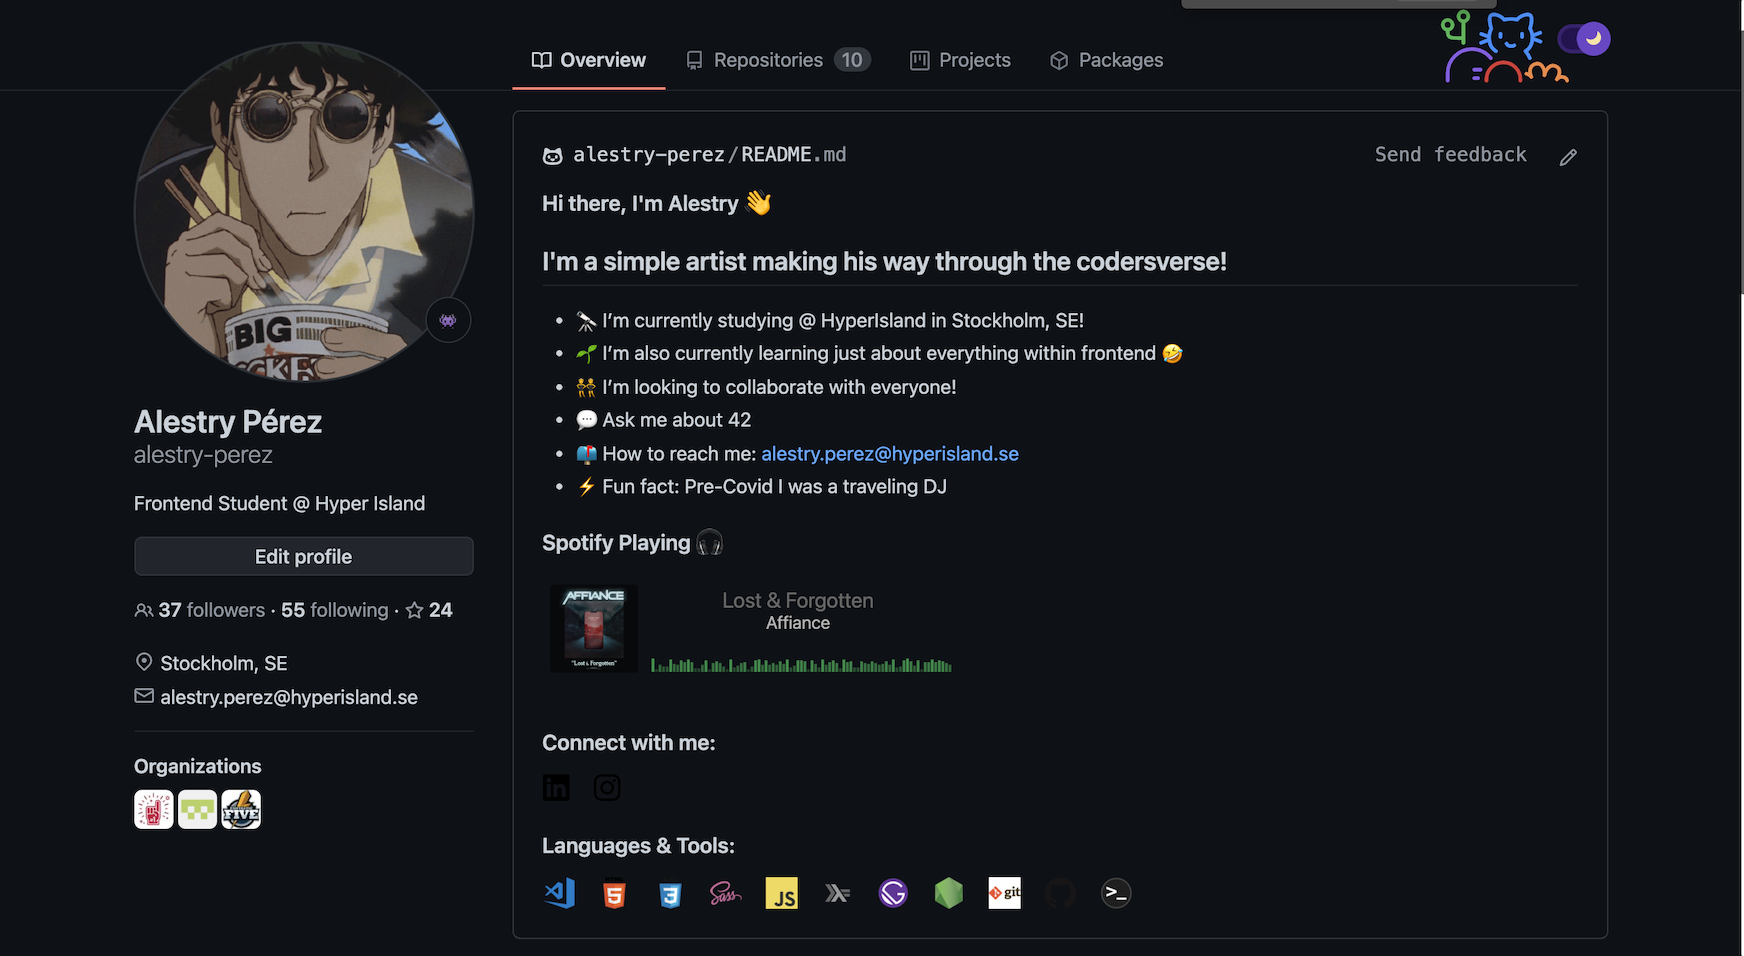 Overview
Repositories 10
Projects
Packages
BIG
alestry-perez/README.md
Send feedback
Hi there, I'm Alestry 👋
I'm a simple artist making his way through the codersverse!
🔭 I’m currently studying @ HyperIsland in Stockholm, SE!
🌱 I’m also currently learning just about everything within frontend 🤣
👯 I’m looking to collaborate with everyone!
💬 Ask me about 42
📫 How to reach me: alestry.perez@hyperisland.se
⚡ Fun fact: Pre-Covid I was a traveling DJ
Alestry Pérez
alestry-perez
Frontend Student @ Hyper Island
Edit profile
37 followers · 55 following · 24
Stockholm, SE
alestry.perez@hyperisland.se
Organizations
FIVE
Spotify Playing 🎧
AFFIANCE
"Lost & Forgotten"
Lost & Forgotten
Affiance
Connect with me:
in
Languages & Tools:
5
3
Sass
JS
git
>_